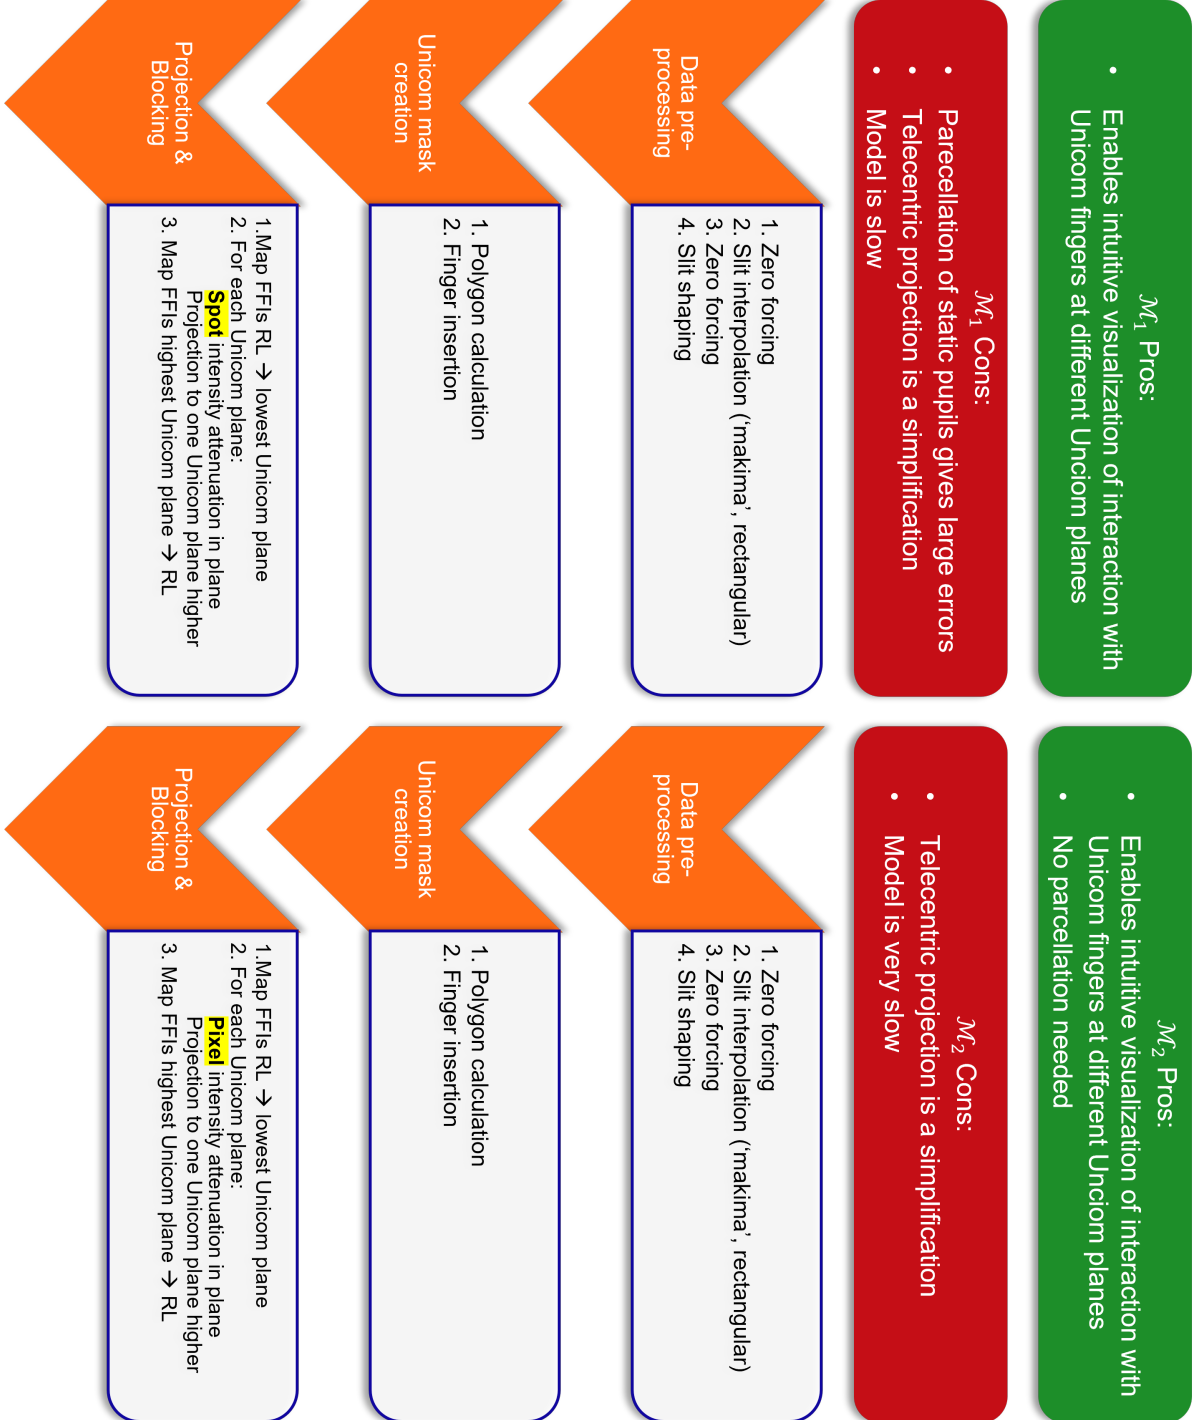 ℳ₁ Pros:
• Enables intuitive visualization of interaction with
Unicom fingers at different Unciom planes
ℳ₁ Cons:
• Parecellation of static pupils gives large errors
• Telecentric projection is a simplification
• Model is slow
Data pre-
processing
1. Zero forcing
2. Slit interpolation (‘makima’, rectangular)
3. Zero forcing
4. Slit shaping
Unicom mask
creation
1. Polygon calculation
2. Finger insertion
Projection &
Blocking
1.Map FFIs RL → lowest Unicom plane
2. For each Unicom plane:
Spot intensity attenuation in plane
Projection to one Unicom plane higher
3. Map FFIs highest Unicom plane → RL
ℳ₂ Pros:
• Enables intuitive visualization of interaction with
Unicom fingers at different Unciom planes
• No parcellation needed
ℳ₂ Cons:
• Telecentric projection is a simplification
• Model is very slow
Data pre-
processing
1. Zero forcing
2. Slit interpolation (‘makima’, rectangular)
3. Zero forcing
4. Slit shaping
Unicom mask
creation
1. Polygon calculation
2. Finger insertion
Projection &
Blocking
1.Map FFIs RL → lowest Unicom plane
2. For each Unicom plane:
Pixel intensity attenuation in plane
Projection to one Unicom plane higher
3. Map FFIs highest Unicom plane → RL